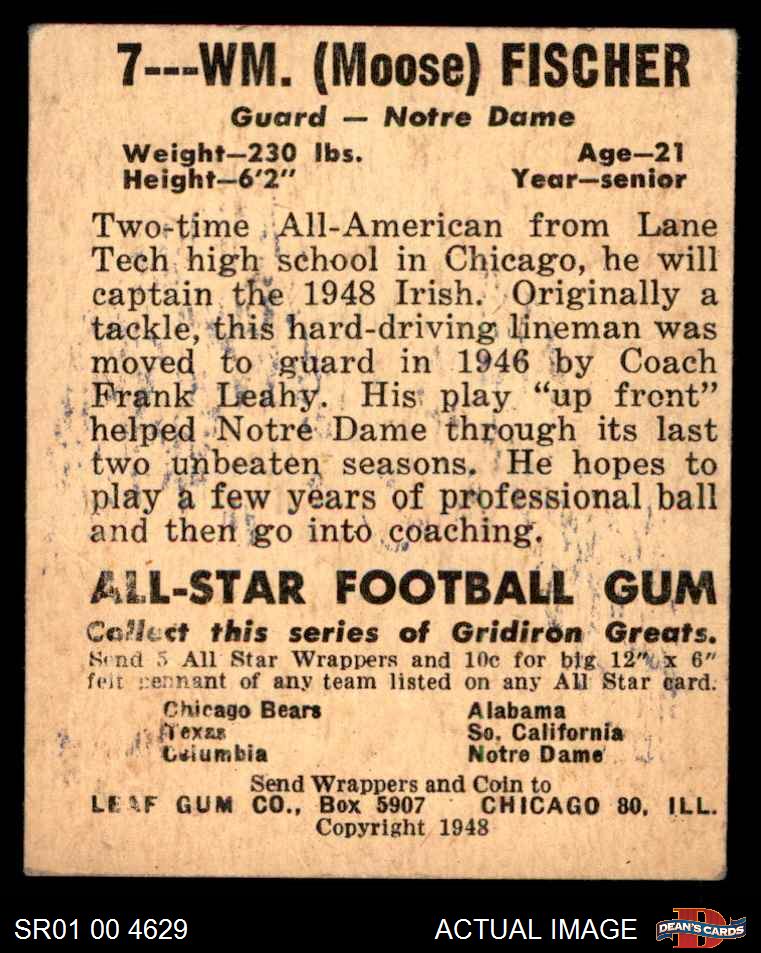 7---WM. (Moose) FISCHER
Guard — Notre Dame
Weight—230 lbs. Age—21
Height—6'2" Year—senior
Two-time All-American from Lane
Tech high school in Chicago, he will
captain the 1948 Irish. Originally a
tackle, this hard-driving lineman was
moved to guard in 1946 by Coach
Frank Leahy. His play "up front"
helped Notre Dame through its last
two unbeaten seasons. He hopes to
play a few years of professional ball
and then go into coaching.
ALL-STAR FOOTBALL GUM
Collect this series of Gridiron Greats.
Send 5 All Star Wrappers and 10c for big 12" x 6"
felt pennant of any team listed on any All Star card.
Chicago Bears Alabama
Texas So. California
Columbia Notre Dame
Send Wrappers and Coin to
LEAF GUM CO., Box 5907 CHICAGO 80, ILL.
Copyright 1948
SR01 00 4629 ACTUAL IMAGE D DEAN'S CARDS